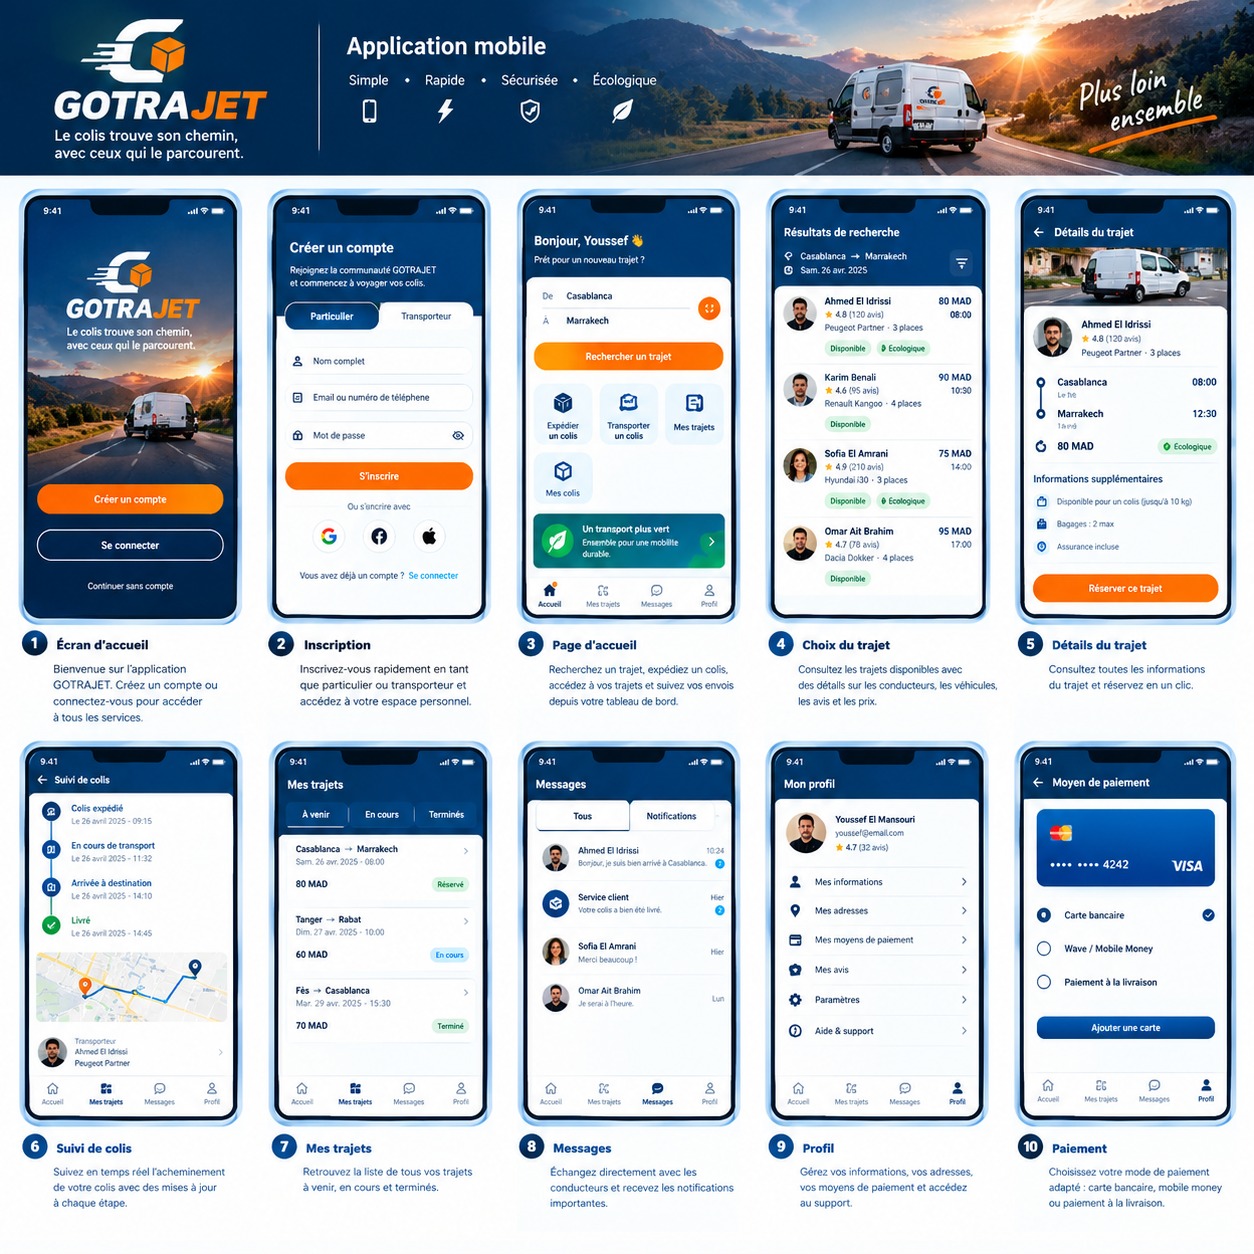 GOTRAJET
Le colis trouve son chemin,
avec ceux qui le parcourent.
Application mobile
Simple • Rapide • Sécurisée • Écologique
Plus loin
ensemble
9:41
GOTRAJET
Le colis trouve son chemin,
avec ceux qui le parcourent.
Créer un compte
Se connecter
Continuer sans compte
1 Écran d'accueil
Bienvenue sur l'application
GOTRAJET. Créez un compte ou
connectez-vous pour accéder
à tous les services.
9:41
Créer un compte
Rejoignez la communauté GOTRAJET
et commencez à voyager vos colis.
Particulier
Transporteur
Nom complet
Email ou numéro de téléphene
Mot de passe
S'inscrire
Ou s'encrire avec
Vous avez déjà un compte ? Se connecter
2 Inscription
Inscrivez-vous rapidement en tant
que particulier ou transporteur et
accédez à votre espace personnel.
9:41
Bonjour, Youssef 👋
Prêt pour un nouveau trajet ?
De Casablanca
À Marrakech
Rechercher un trajet
Expédier
un colis
Transporter
un colis
Mes trajets
Mes colis
Un transport plus vert
Ensemble pour une mobilité
durable.
Accueil Mes trajets Messages Profil
3 Page d'accueil
Recherchez un trajet, expédiez un colis,
accédez à vos trajets et suivez vos envois
depuis votre tableau de bord.
9:41
Résultats de recherche
Casablanca → Marrakech
Sam. 26 avr. 2025
Ahmed El Idrissi 80 MAD
4.8 (120 avis) 08:00
Peugeot Partner · 3 places
Disponible Ecologique
Karim Benali 90 MAD
4.6 (95 avis) 10:30
Renault Kangoo · 4 places
Disponible
Sofia El Amrani 75 MAD
4.9 (210 avis) 14:00
Hyundai i30 · 3 places
Disponible Ecologique
Omar Ait Brahim 95 MAD
4.7 (78 avis) 17:00
Dacia Dokker · 4 places
Disponible
4 Choix du trajet
Consultez les trajets disponibles avec
des détails sur les conducteurs, les véhicules,
les avis et les prix.
9:41
Détails du trajet
Ahmed El Idrissi
4.8 (120 avis)
Peugeot Partner · 3 places
Casablanca 08:00
Marrakech 12:30
80 MAD Ecologique
Informations supplémentaires
Disponible pour un colis (jusqu'à 10 kg)
Bagages : 2 max
Assurance incluse
Réserver ce trajet
5 Détails du trajet
Consultez toutes les informations
du trajet et réservez en un clic.
9.41
Suivi de colis
Colis expédié
Le 26 avril 2025 - 09:15
En cours de transport
Le 26 avril 2025 - 11:32
Arrivée à destination
Le 26 avril 2025 - 14:10
Livré
Le 26 avril 2025 - 14:45
Transporteur
Ahmed El Idrissi
Peugeot Partner
Accueil Mes trajets Messages Profil
6 Suivi de colis
Suivez en temps réel l'acheminement
de votre colis avec des mises à jour
à chaque étape.
9:41
Mes trajets
À venir En cours Terminés
Casablanca → Marrakech
Sam. 26 avr. 2025 - 08:00
80 MAD Réservé
Tanger → Rabat
Dim. 27 avr. 2025 - 10:00
60 MAD En cours
Fès → Casablanca
Mar. 29 avr. 2025 - 15:30
70 MAD Terminé
Accueil Mes trajets Messages Profil
7 Mes trajets
Retrouvez la liste de tous vos trajets
à venir, en cours et terminés.
9:41
Messages
Tous Notifications
Ahmed El Idrissi 10:24
Bonjour, je suis bien arrivé à Casablanca.
Service client Hier
Votre colis a bien été livré. 2
Sofia El Amrani
Merci beaucoup ! Hier
Omar Ait Brahim
Je serai à l'heure. Lun
Accueil Mes trajets Messages Profil
8 Messages
Échangez directement avec les
conducteurs et recevez les notifications
importantes.
9:41
Mon profil
Youssef El Mansouri
youssef@email.com
4.7 (32 avis)
Mes informations
Mes adresses
Mes moyens de paiement
Mes avis
Paramètres
Aide & support
Accueil Mes trajets Messages Profil
9 Profil
Gérez vos informations, vos adresses,
vos moyens de paiement et accédez
au support.
9:41
Moyen de paiement
•••• •••• 4242 VISA
Carte bancaire
Wave / Mobile Money
Paiement à la livraison
Ajouter une carte
Accueil Mes trajets Messages Profil
10 Paiement
Choisissez votre mode de paiement
adapté : carte bancaire, mobile money
ou paiement à la livraison.